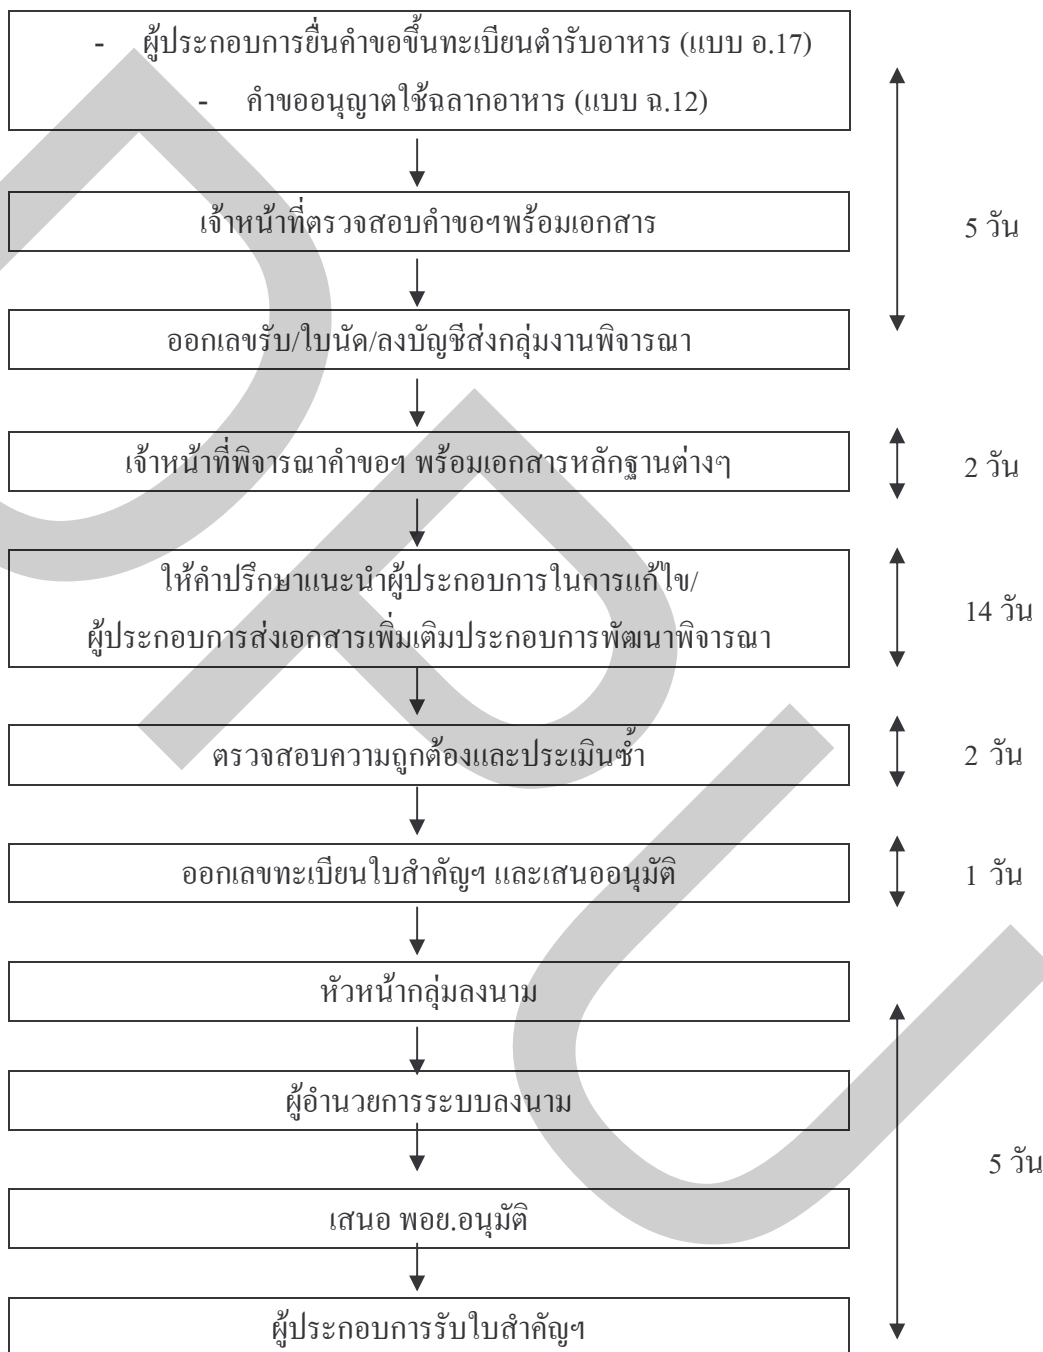 - ผู้ประกอบการยื่นคำขอขึ้นทะเบียนตำรับอาหาร (แบบ อ.17)
- คำขออนุญาตใช้ฉลากอาหาร (แบบ ฉ.12)
เจ้าหน้าที่ตรวจสอบคำขอฯพร้อมเอกสาร
5 วัน
ออกเลขรับ/ใบนัด/ลงบัญชีส่งกลุ่มงานพิจารณา
เจ้าหน้าที่พิจารณาคำขอฯ พร้อมเอกสารหลักฐานต่างๆ
2 วัน
ให้คำปรึกษาแนะนำผู้ประกอบการในการแก้ไข/
ผู้ประกอบการส่งเอกสารเพิ่มเติมประกอบการพัฒนาพิจารณา
14 วัน
ตรวจสอบความถูกต้องและประเมินซ้ำ
2 วัน
ออกเลขทะเบียนใบสำคัญฯ และเสนออนุมัติ
1 วัน
หัวหน้ากลุ่มลงนาม
ผู้อำนวยการระบบลงนาม
5 วัน
เสนอ พอย.อนุมัติ
ผู้ประกอบการรับใบสำคัญฯ
DPU